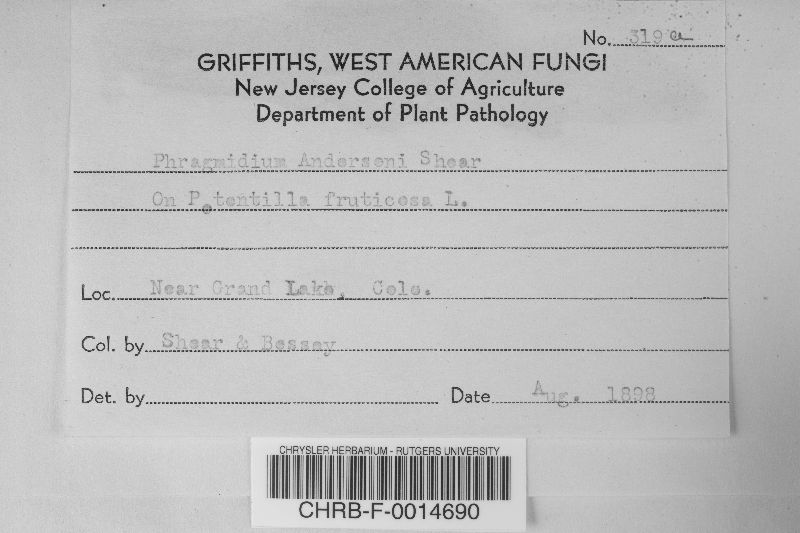 No. 319a
GRIFFITHS, WEST AMERICAN FUNGI
New Jersey College of Agriculture
Department of Plant Pathology
Phragmidium Anderseni Shear
On Potentilla fruticosa L.
Loc. Near Grand Lake, Colo.
Col. by Shear & Bessey
Det. by Date Aug. 1898
CHRYSLER HERBARIUM - RUTGERS UNIVERSITY
CHRB-F-0014690